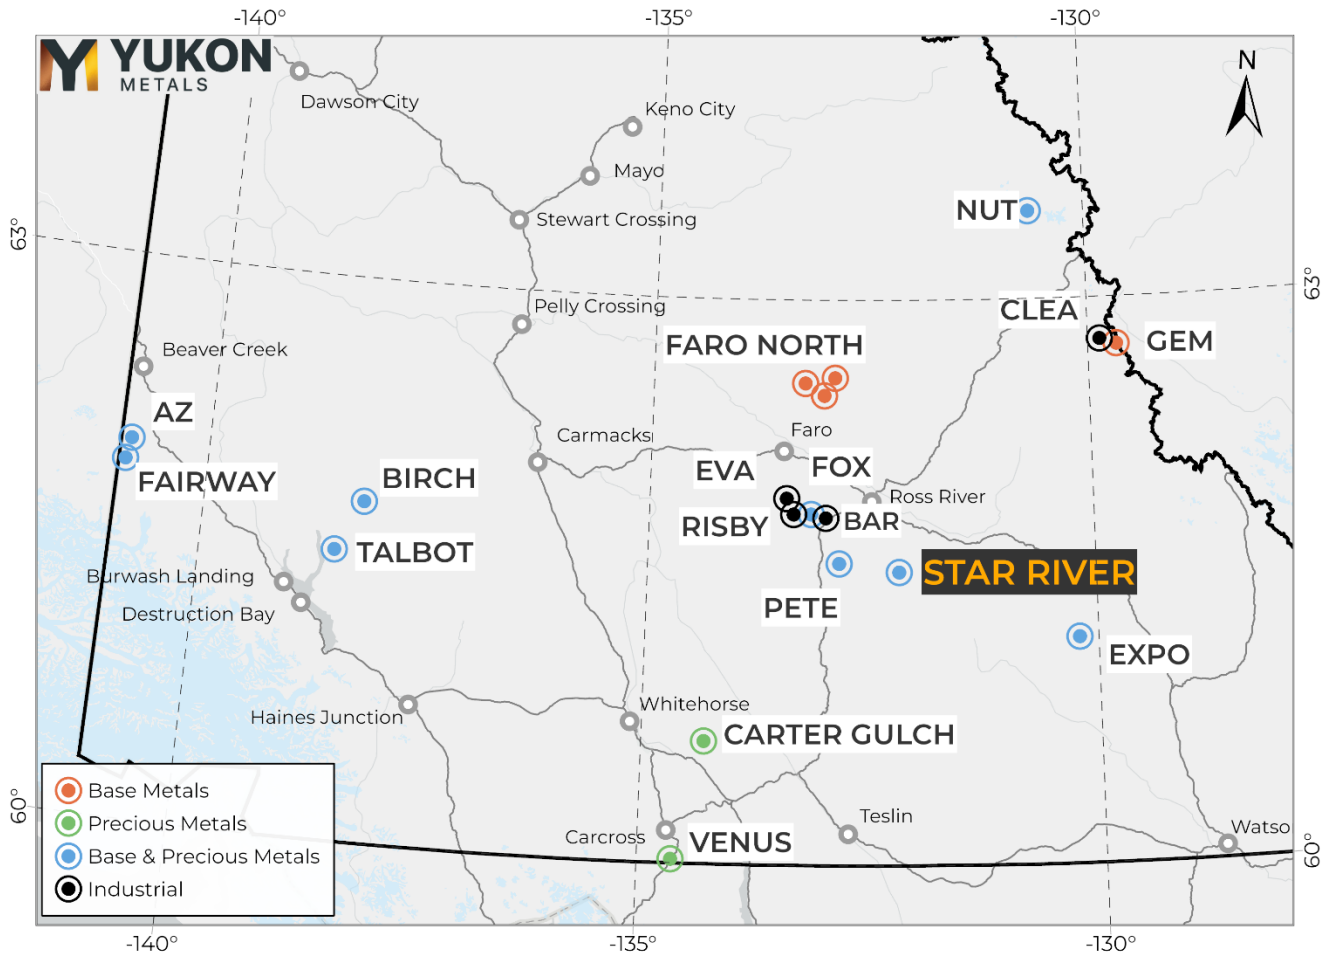 -140°
-135°
-130°
YUKON
METALS
N
Dawson City
Keno City
Mayo
NUT
Stewart Crossing
63°
63°
Pelly Crossing
CLEA
GEM
FARO NORTH
Beaver Creek
AZ
Faro
Carmacks
FOX
EVA
BIRCH
FAIRWAY
Ross River
RISBY
BAR
TALBOT
STAR RIVER
Burwash Landing
PETE
Destruction Bay
EXPO
Whitehorse
Haines Junction
CARTER GULCH
Base Metals
60°
Teslin
Precious Metals
Watso
Carcross
VENUS
60°
Base & Precious Metals
Industrial
-140°
-135°
-130°